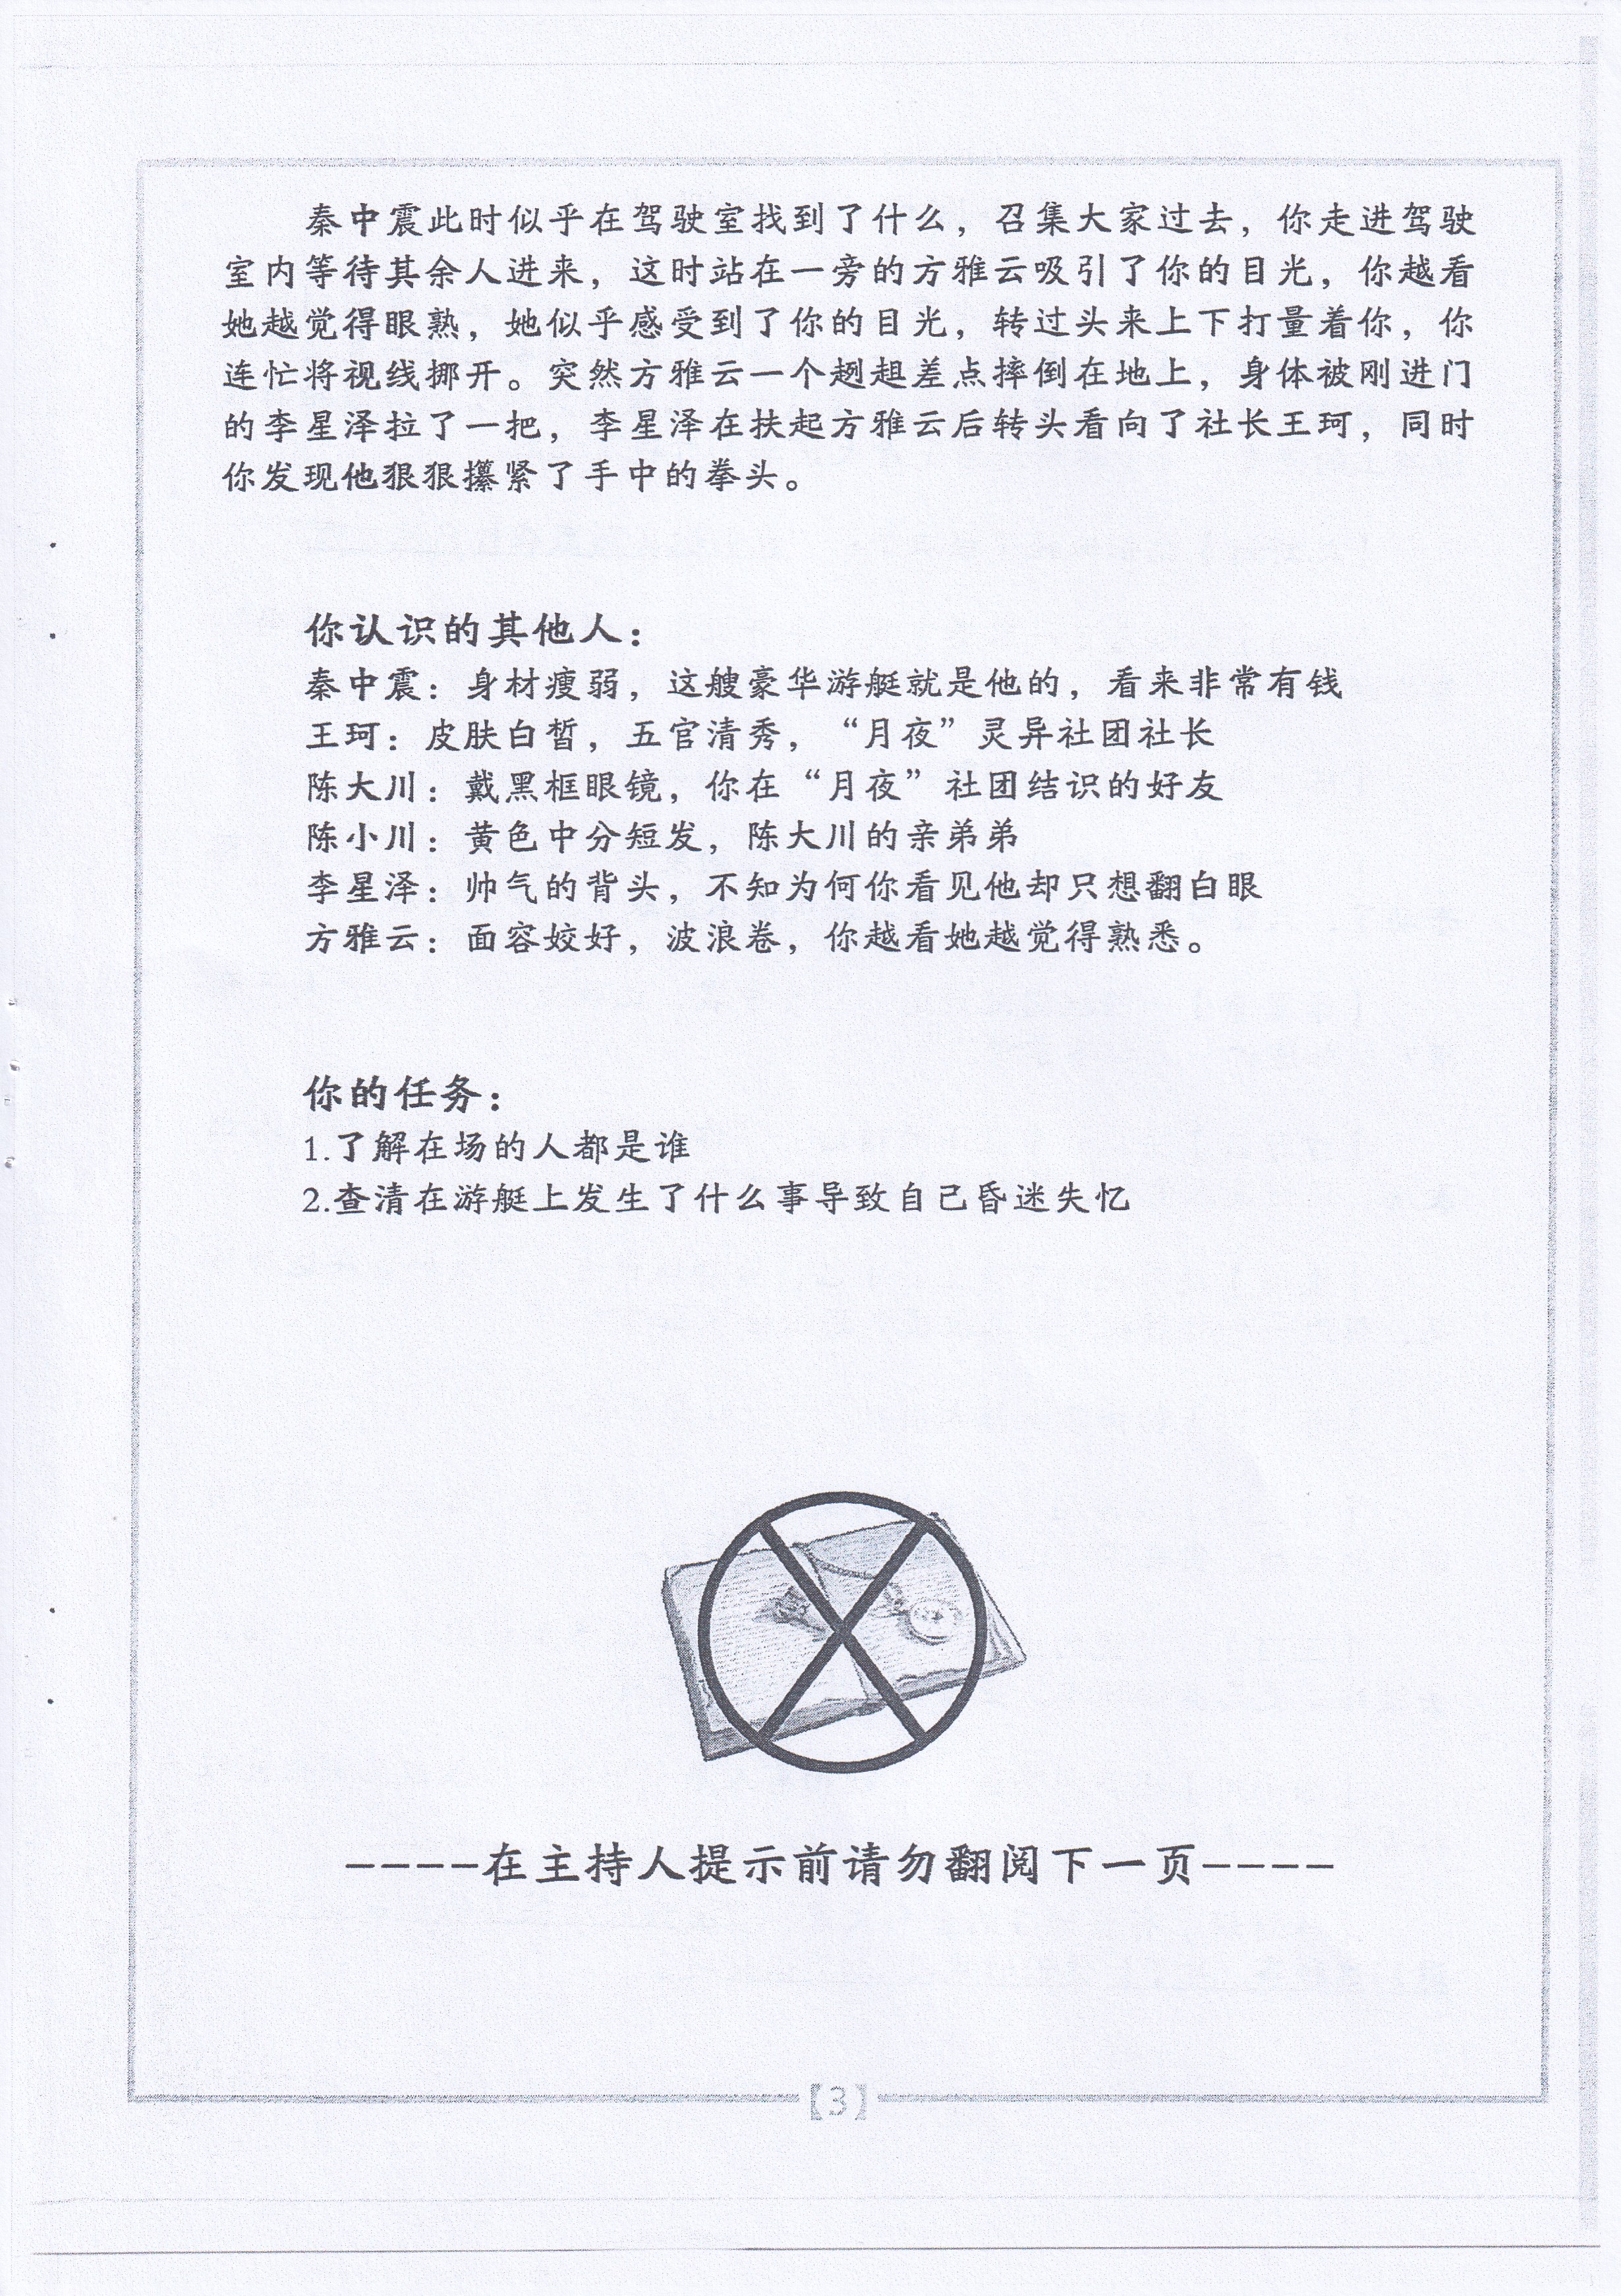 秦中震此时似乎在驾驶室找到了什么，召集大家过去，你走进驾驶
室内等待其余人进来，这时站在一旁的方雅云吸引了你的目光，你越看
她越觉得眼熟，她似乎感受到了你的目光，转过头来上下打量着你，你
连忙将视线挪开。突然方雅云一个趔趄差点摔倒在地上，身体被刚进门
的李星泽拉了一把，李星泽在扶起方雅云后转头看向了社长王珂，同时
你发现他狠狠攥紧了手中的拳头。
你认识的其他人：
秦中震：身材瘦弱，这艘豪华游艇就是他的，看来非常有钱
王珂：皮肤白皙，五官清秀，“月夜”灵异社团社长
陈大川：戴黑框眼镜，你在“月夜”社团结识的好友
陈小川：黄色中分短发，陈大川的亲弟弟
李星泽：帅气的背头，不知为何你看见他却只想翻白眼
方雅云：面容姣好，波浪卷，你越看她越觉得熟悉。
你的任务：
1.了解在场的人都是谁
2.查清在游艇上发生了什么事导致自己昏迷失忆
----在主持人提示前请勿翻阅下一页----
【3】